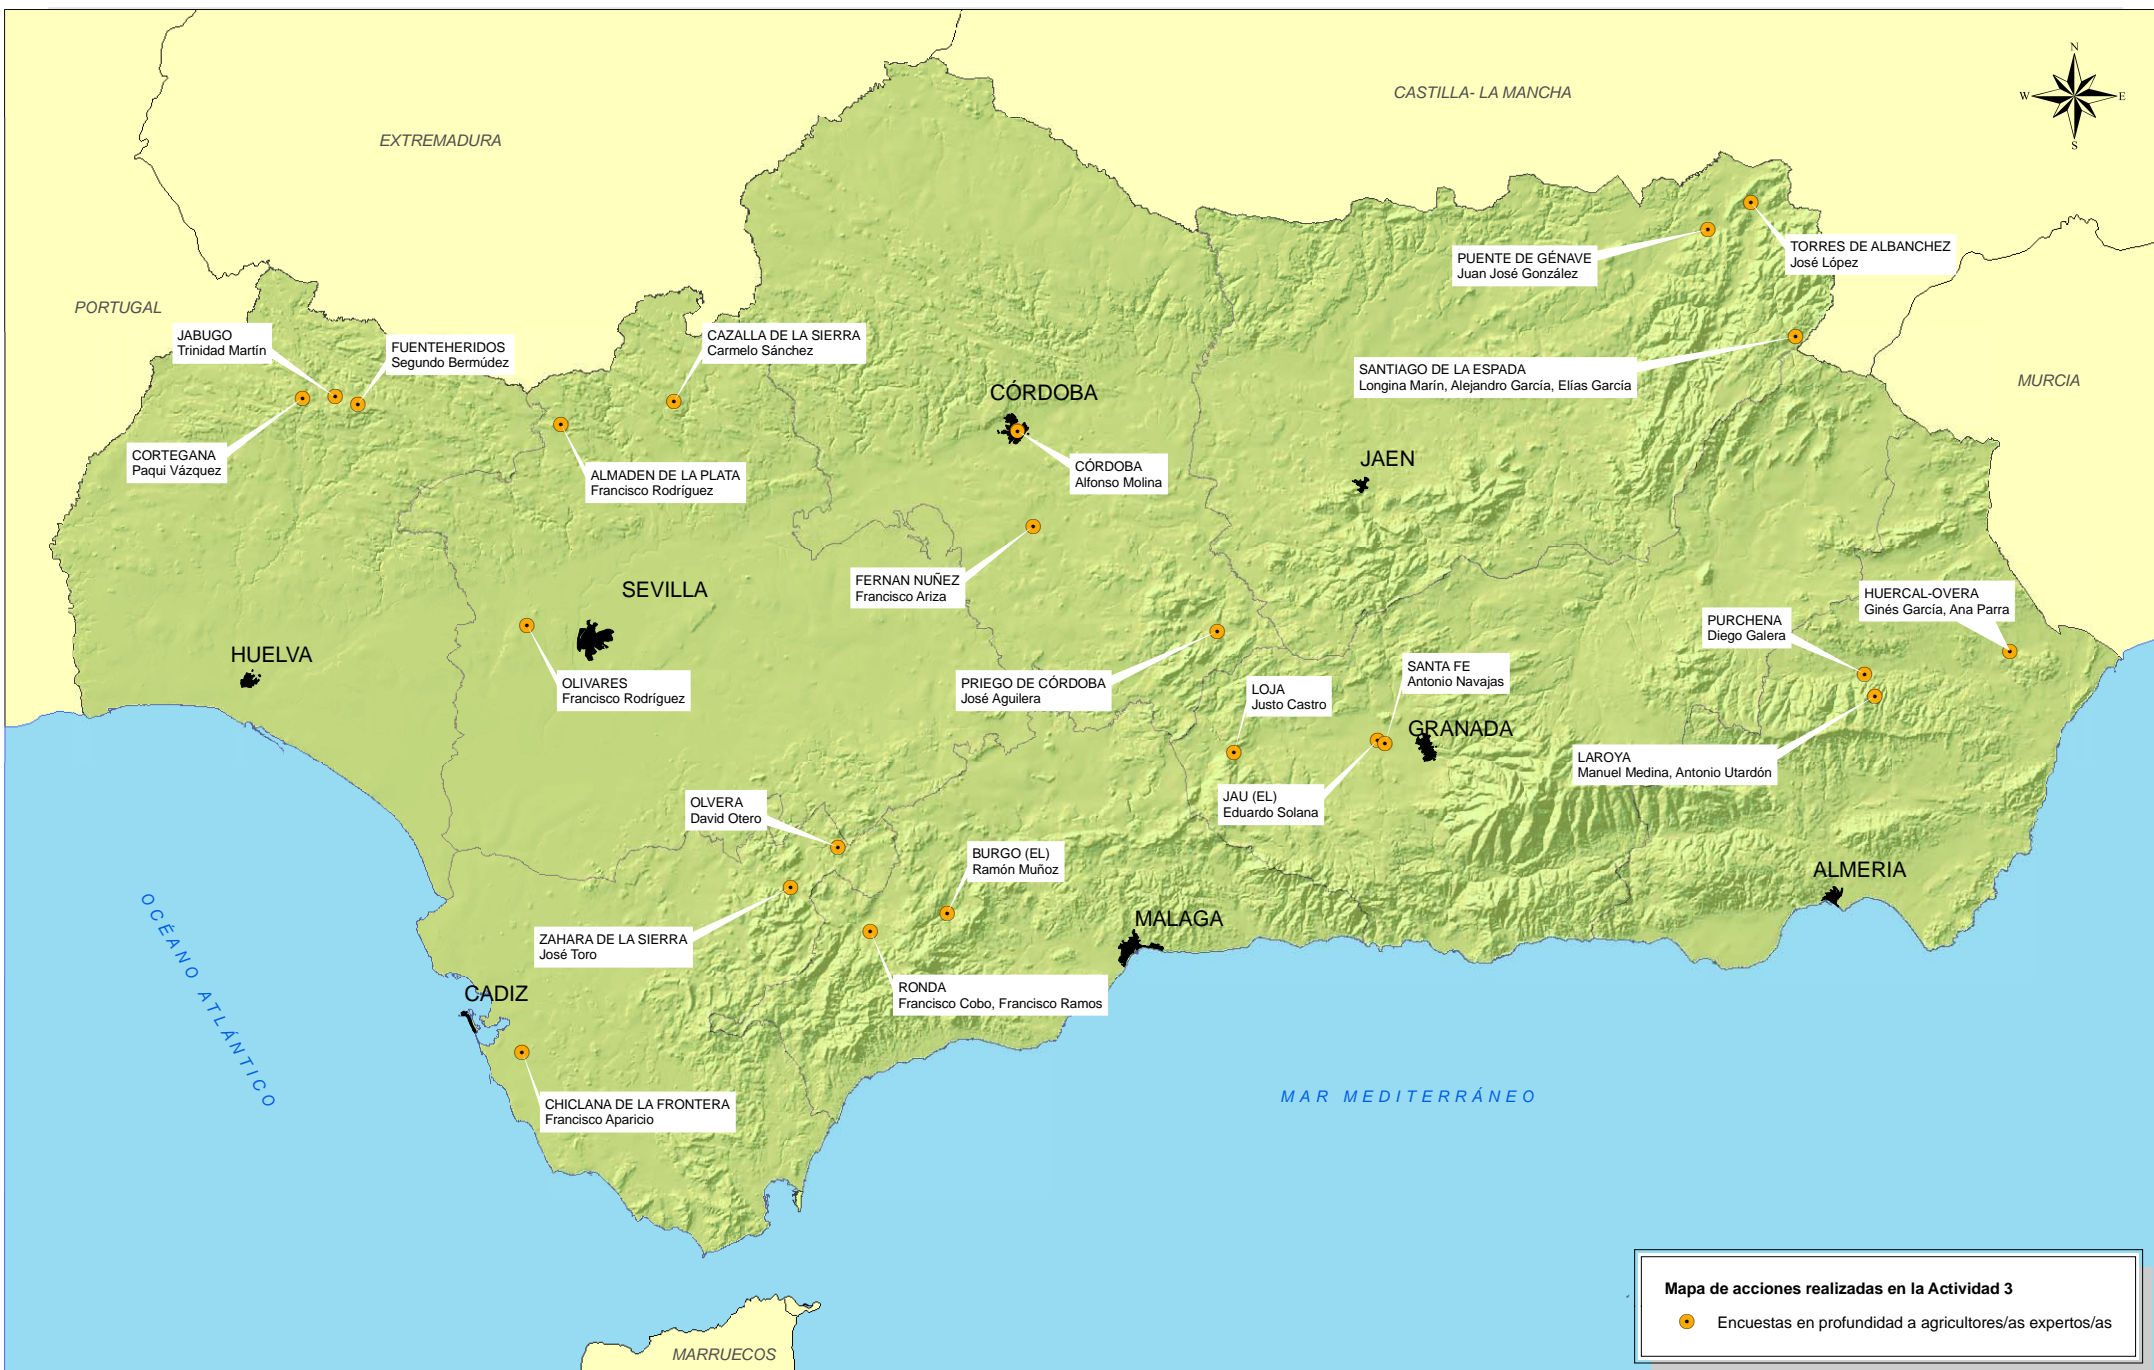 N
W
E
S
CASTILLA- LA MANCHA
EXTREMADURA
PORTUGAL
MURCIA
TORRES DE ALBANCHEZ
José López
PUENTE DE GÉNAVE
Juan José González
JABUGO
Trinidad Martín
FUENTEHERIDOS
Segundo Bermúdez
CAZALLA DE LA SIERRA
Carmelo Sánchez
SANTIAGO DE LA ESPADA
Longina Marín, Alejandro García, Elías García
CÓRDOBA
CORTEGANA
Paqui Vázquez
ALMADEN DE LA PLATA
Francisco Rodríguez
CÓRDOBA
Alfonso Molina
JAEN
FERNAN NUÑEZ
Francisco Ariza
SEVILLA
HUERCAL-OVERA
Ginés García, Ana Parra
PURCHENA
Diego Galera
HUELVA
OLIVARES
Francisco Rodríguez
PRIEGO DE CÓRDOBA
José Aguilera
SANTA FE
Antonio Navajas
LOJA
Justo Castro
GRANADA
LAROYA
Manuel Medina, Antonio Utardón
JAU (EL)
Eduardo Solana
OLVERA
David Otero
BURGO (EL)
Ramón Muñoz
ALMERIA
MALAGA
ZAHARA DE LA SIERRA
José Toro
RONDA
Francisco Cobo, Francisco Ramos
CADIZ
OCÉANO ATLÁNTICO
CHICLANA DE LA FRONTERA
Francisco Aparicio
MAR MEDITERRÁNEO
MARRUECOS
Mapa de acciones realizadas en la Actividad 3
Encuestas en profundidad a agricultores/as expertos/as